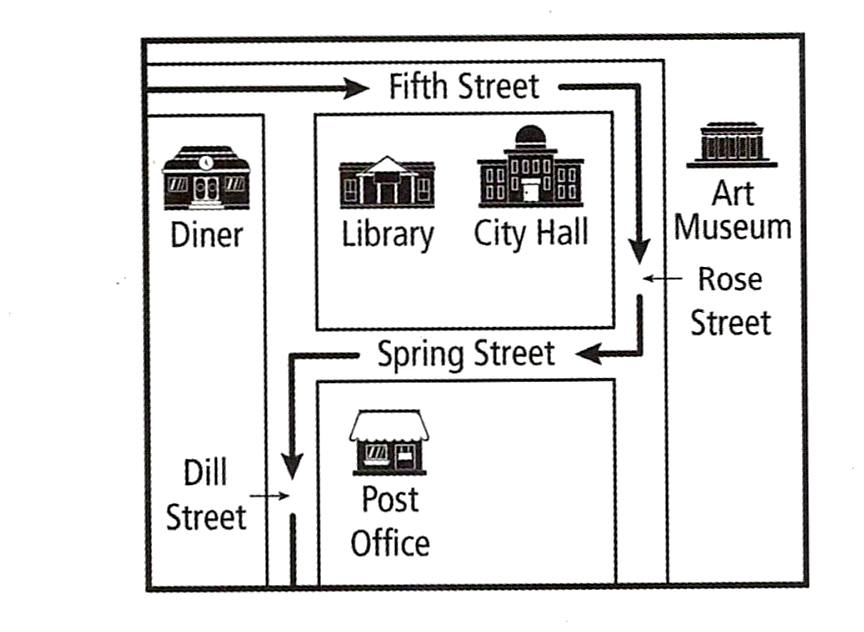 Fifth Street
Diner
Library
City Hall
Art
Museum
Rose
Street
Spring Street
Dill
Street
Post
Office